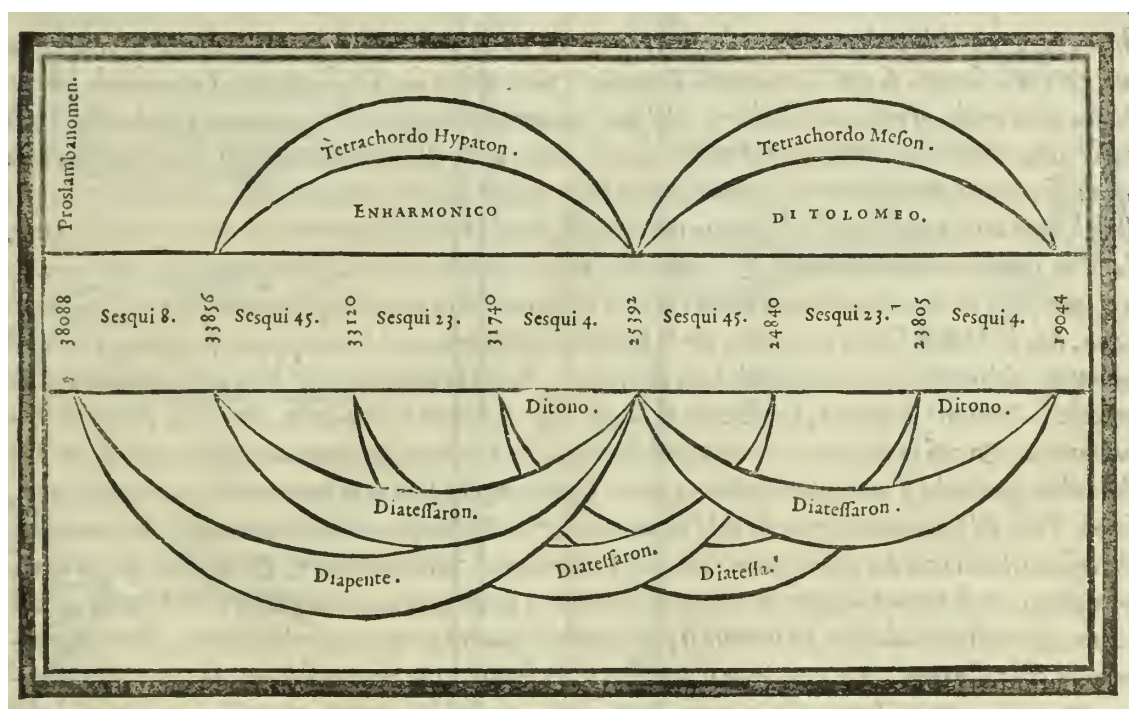 Proslambanomen.
Tetrachordo Hypaton.
Tetrachordo Meſon.
ENHARMONICO
DI TOLOMEO.
38088
Sesqui 8.
33856
Sesqui 45.
33120
Sesqui 23.
31740
Sesqui 4.
25392
Sesqui 45.
24840
Sesqui 23.
23805
Sesqui 4.
19044
Ditono.
Ditono.
Diateſſaron.
Diateſſaron.
Diapente.
Diateſſaron.
Diateſſa.